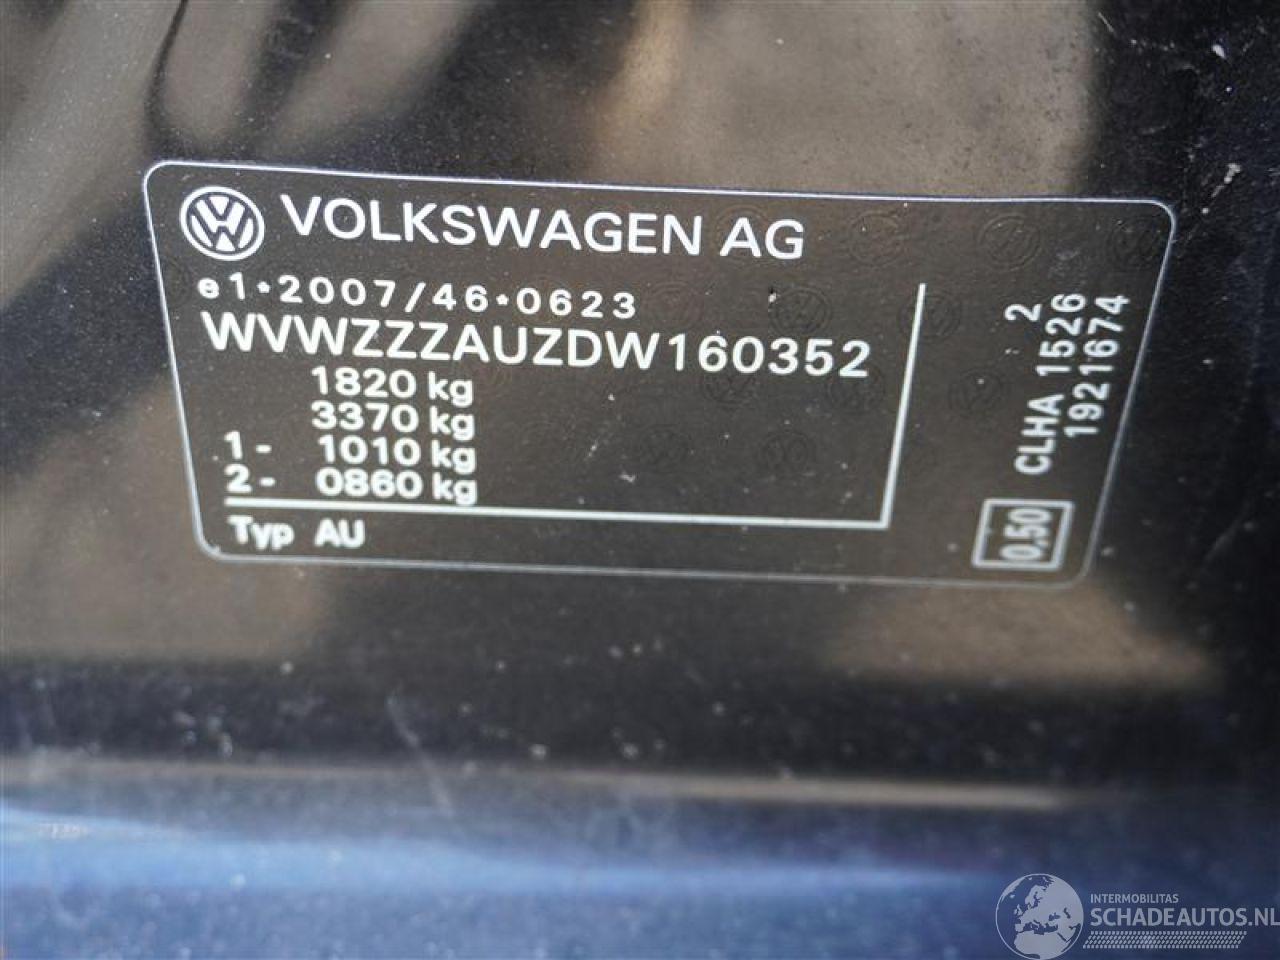 VOLKSWAGEN AG
e1*2007/46*0623
WVWZZZAUZDW160352
1820 kg
3370 kg
1- 1010 kg
2- 0860 kg
Typ AU
2
CLHA 1526
19216674
0,50
INTERMOBILITAS
SCHADEAUTOS.NL